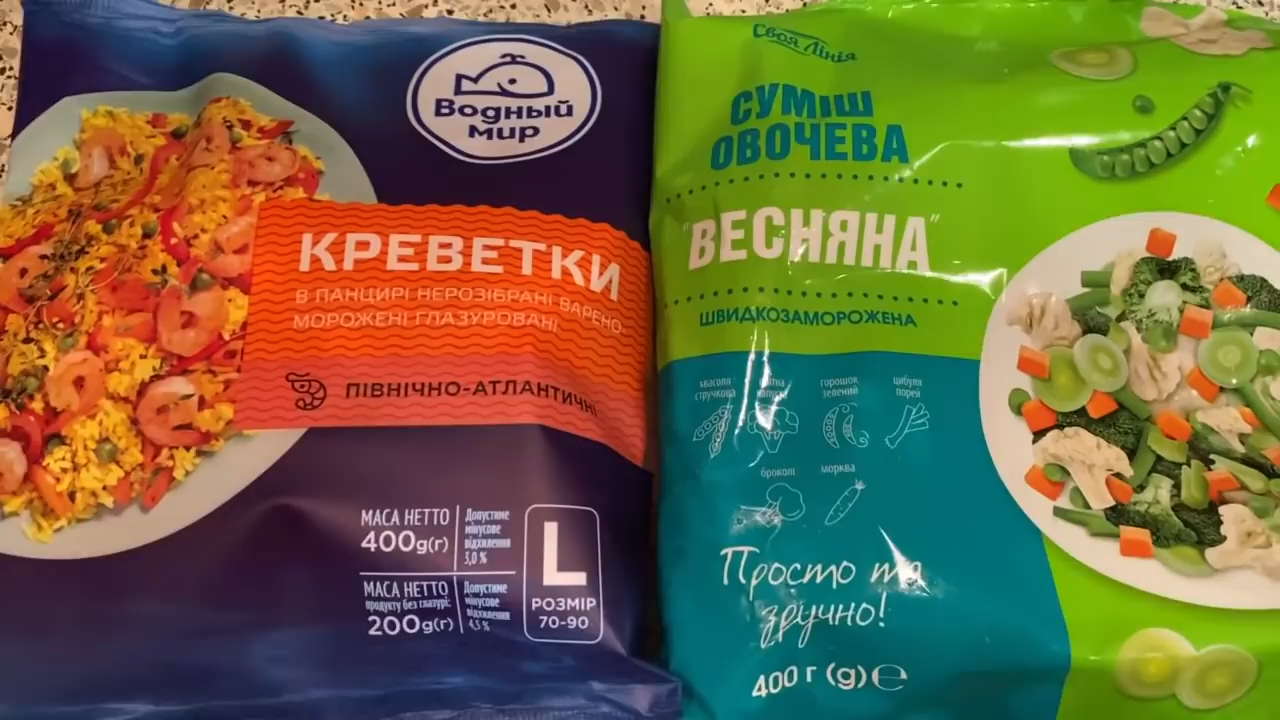 Водный
мир
КРЕВЕТКИ
В ПАНЦИРІ НЕРОЗІБРАНІ ВАРЕНО
МОРОЖЕНІ ГЛАЗУРОВАНІ
ПІВНІЧНО-АТЛАНТИЧНІ
МАСА НЕТТО
400g(г)
Допустиме
мінусове
відхилення
3,0 %
МАСА НЕТТО
продукту без глазурі:
200g(г)
Допустиме
мінусове
відхилення
4,5 %
L
РОЗМІР
70-90
Своя Лінія
СУМІШ
ОВОЧЕВА
"ВЕСНЯНА"
ШВИДКОЗАМОРОЖЕНА
квасоля
стручкова
цвітна
капуста
горошок
зелений
цибуля
порей
броколі
морква
Просто та
зручно!
400 г (g) ℮